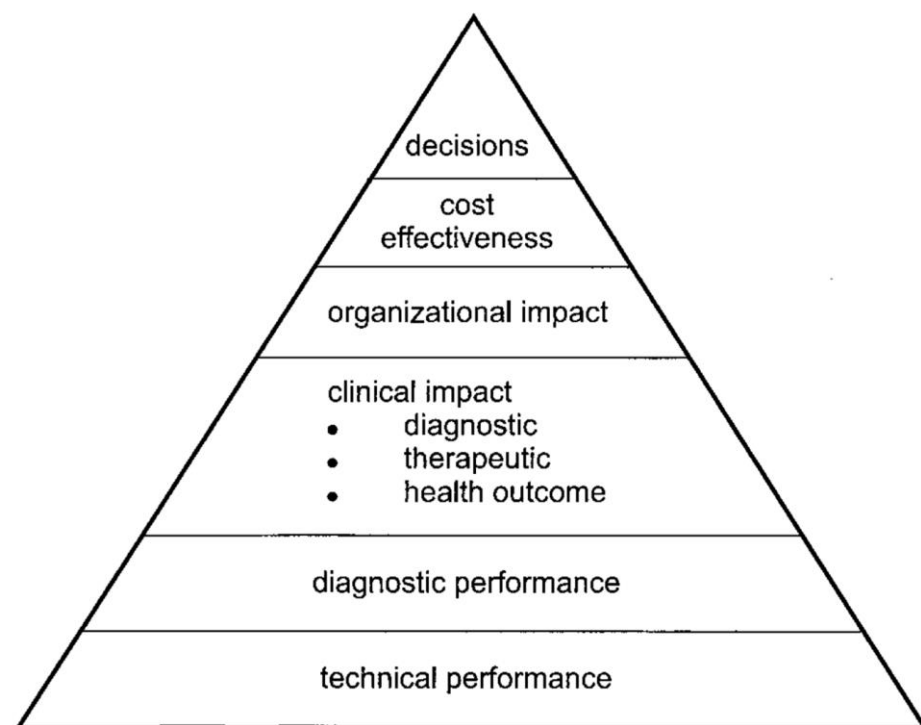 decisions
cost
effectiveness
organizational impact
clinical impact
• diagnostic
• therapeutic
• health outcome
diagnostic performance
technical performance